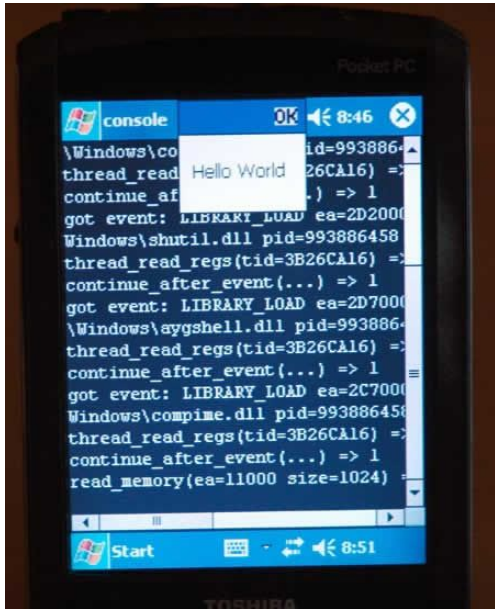 Pocket PC
console OK 8:46
\Windows\co id=993886
thread_read 26CA16) =>
Hello World
continue_af .) => 1
got event: LIBRARY_LOAD ea=2D2000
Windows\shutil.dll pid=993886458
thread_read_regs(tid=3B26CA16) =>
continue_after_event(...) => 1
got event: LIBRARY_LOAD ea=2D7000
\Windows\aygshell.dll pid=993886
thread_read_regs(tid=3B26CA16) =>
continue_after_event(...) => 1
got event: LIBRARY_LOAD ea=2C7000
Windows\compime.dll pid=993886458
thread_read_regs(tid=3B26CA16) =>
continue_after_event(...) => 1
read_memory(ea=11000 size=1024) =
Start 8:51
TOSHIBA